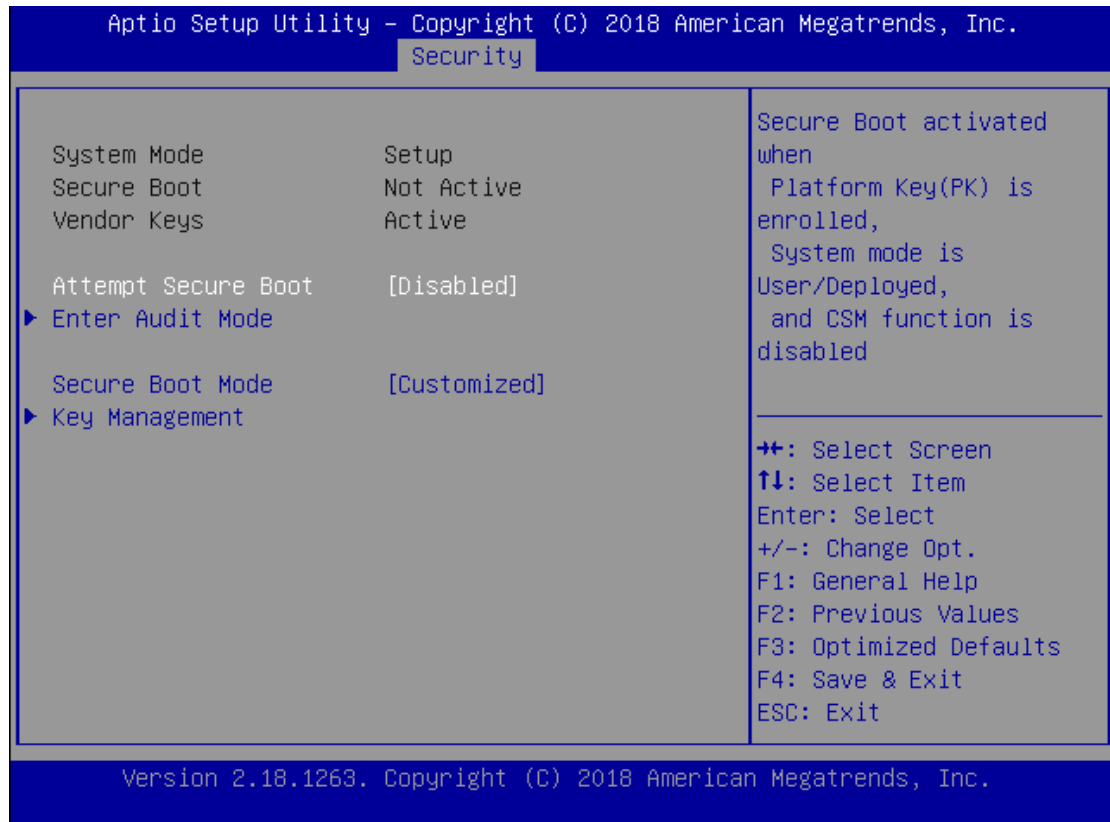 Aptio Setup Utility – Copyright (C) 2018 American Megatrends, Inc.
Security
System Mode Setup
Secure Boot Not Active
Vendor Keys Active
Attempt Secure Boot [Disabled]
► Enter Audit Mode
Secure Boot Mode [Customized]
► Key Management
Secure Boot activated
when
Platform Key(PK) is
enrolled,
System mode is
User/Deployed,
and CSM function is
disabled
→←: Select Screen
↑↓: Select Item
Enter: Select
+/-: Change Opt.
F1: General Help
F2: Previous Values
F3: Optimized Defaults
F4: Save & Exit
ESC: Exit
Version 2.18.1263. Copyright (C) 2018 American Megatrends, Inc.